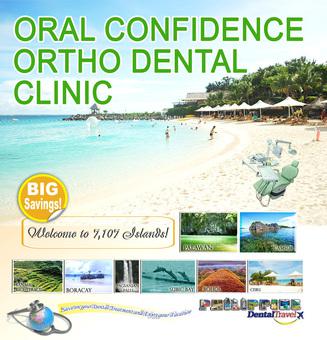 ORAL CONFIDENCE
ORTHO DENTAL
CLINIC
BIG
Savings!
Welcome to 7,107 Islands!
PALAWAN
BORACAY
BOHOL
CEBU
PHILIPPINE
DentalTravel